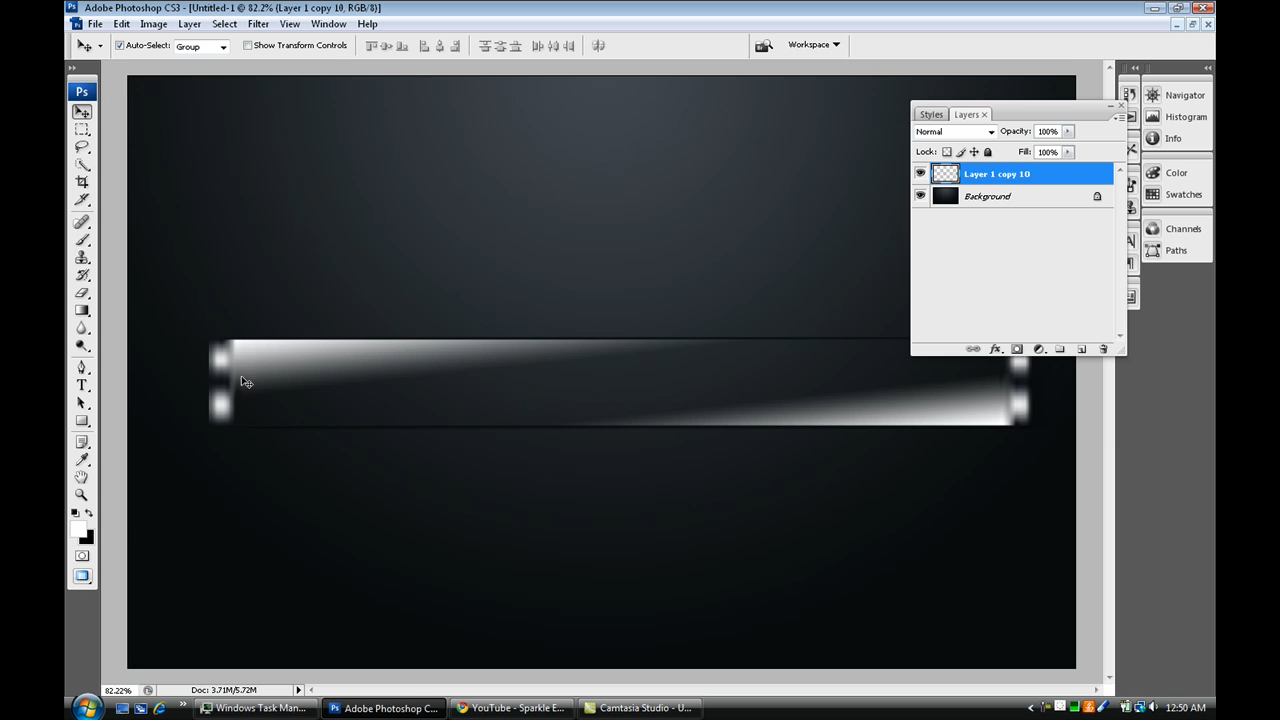 Adobe Photoshop CS3 - [Untitled-1 @ 82.2% (Layer 1 copy 10, RGB/8)]
File Edit Image Layer Select Filter View Window Help
Auto-Select: Group Show Transform Controls Workspace
Ps
Styles Layers
Normal Opacity: 100%
Lock: Fill: 100%
Layer 1 copy 10
Background
Navigator
Histogram
Info
Color
Swatches
Channels
Paths
T
82.22% Doc: 3.71M/5.72M
Windows Task Man... Adobe Photoshop C... YouTube - Sparkle E... Camtasia Studio - U... 12:50 AM